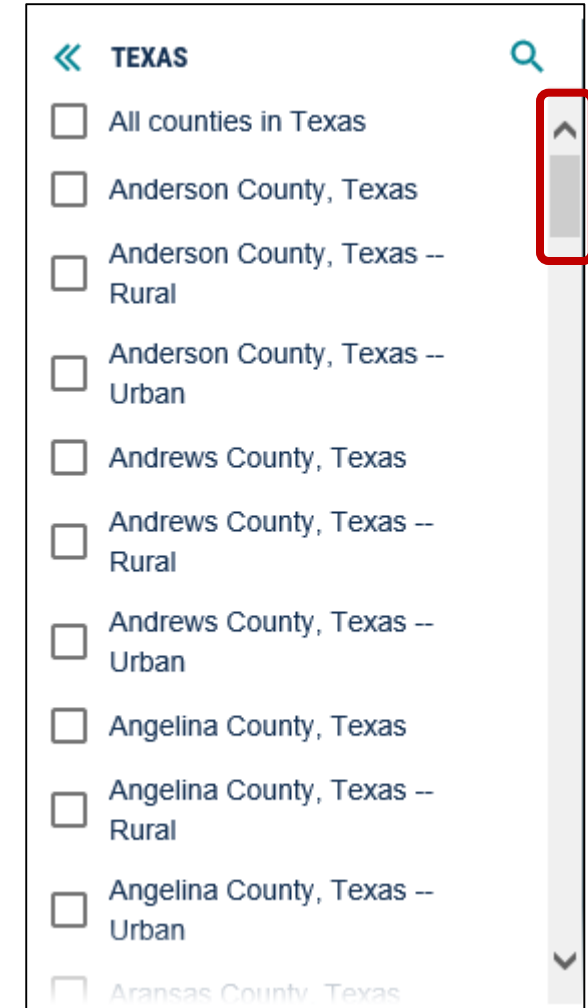 TEXAS
All counties in Texas
Anderson County, Texas
Anderson County, Texas --
Rural
Anderson County, Texas --
Urban
Andrews County, Texas
Andrews County, Texas --
Rural
Andrews County, Texas --
Urban
Angelina County, Texas
Angelina County, Texas --
Rural
Angelina County, Texas --
Urban
Aransas County, Texas